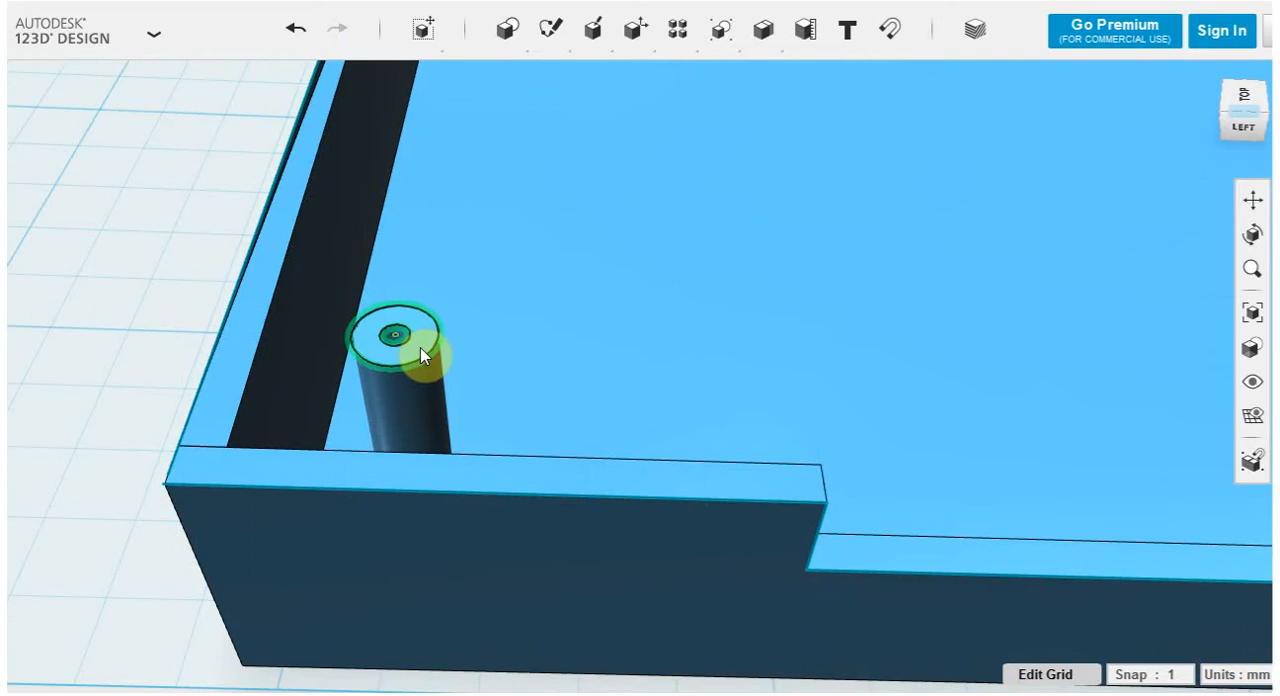 AUTODESK®
123D® DESIGN
Go Premium
(FOR COMMERCIAL USE)
Sign In
T
TOP
LEFT
Edit Grid
Snap : 1
Units : mm